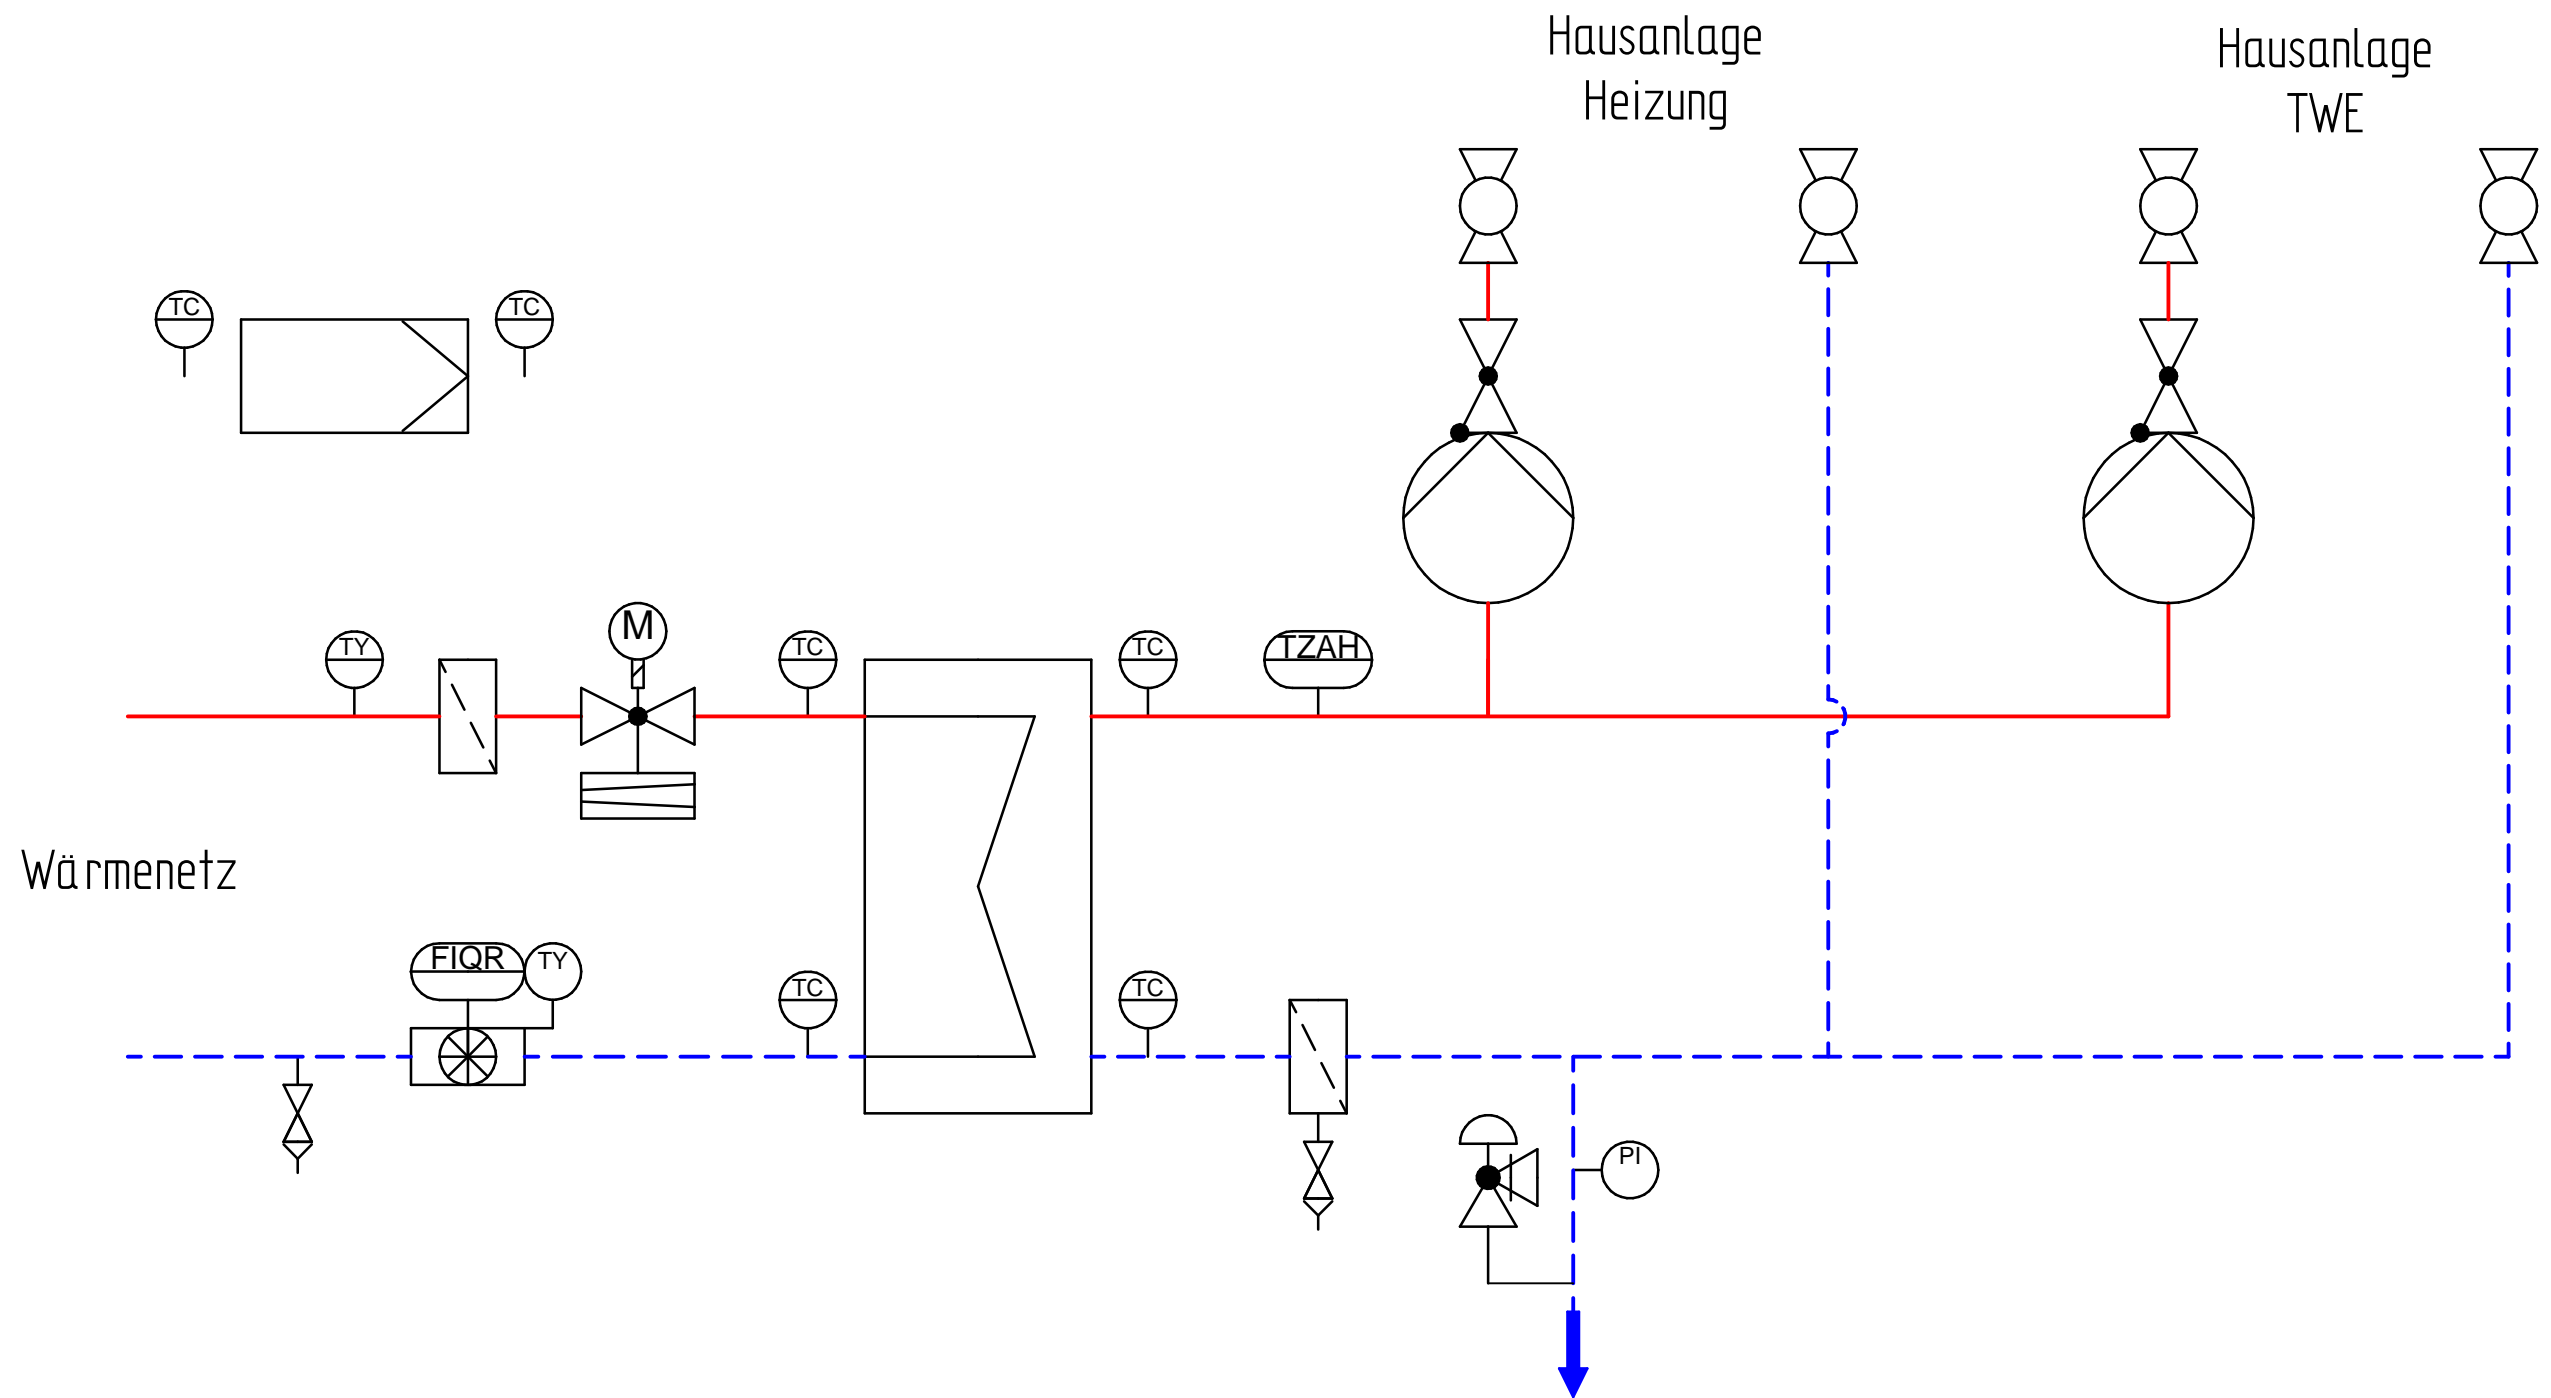 Hausanlage
Heizung
Hausanlage
TWE
TC
TC
TY
M
TC
TC
TZAH
Wärmenetz
FIQR
TY
TC
TC
PI